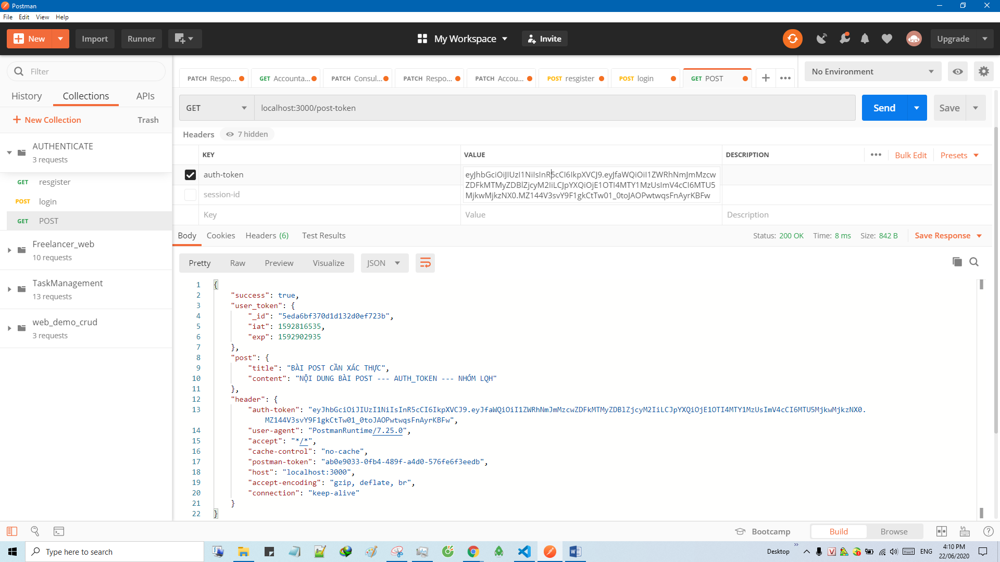 Postman
File Edit View Help
New Import Runner My Workspace Invite Upgrade
Filter
History Collections APIs
New Collection Trash
AUTHENTICATE
3 requests
GET resgister
POST login
GET POST
Freelancer_web
10 requests
TaskManagement
13 requests
web_demo_crud
3 requests
PATCH Respo... GET Accounta... PATCH Consul... PATCH Respo... PATCH Accou... POST resgister POST login GET POST
No Environment
GET localhost:3000/post-token Send Save
Headers 7 hidden
KEY VALUE DESCRIPTION Bulk Edit Presets
auth-token
eyJhbGciOiJIUzI1NiIsInR5cCI6IkpXVCJ9.eyJfaWQiOiI1ZWRhNmJmMzcw
ZDFkMTMyZDBlZjcyM2IiLCJpYXQiOjE1OTI4MTY1MzUsImV4cCI6MTU5
MjkwMjkzNX0.MZ144V3svY9F1gkCtTw01_0toJAOPwtwqsFnAyrKBFw
session-id
Key Value Description
Body Cookies Headers (6) Test Results Status: 200 OK Time: 8 ms Size: 842 B Save Response
Pretty Raw Preview Visualize JSON
1 {
2 "success": true,
3 "user_token": {
4 "_id": "5eda6bf370d1d132d0ef723b",
5 "iat": 1592816535,
6 "exp": 1592902935
7 },
8 "post": {
9 "title": "BÀI POST CẦN XÁC THỰC",
10 "content": "NỘI DUNG BÀI POST --- AUTH_TOKEN --- NHÓM LQH"
11 },
12 "header": {
13 "auth-token": "eyJhbGciOiJIUzI1NiIsInR5cCI6IkpXVCJ9.eyJfaWQiOiI1ZWRhNmJmMzcwZDFkMTMyZDBlZjcyM2IiLCJpYXQiOjE1OTI4MTY1MzUsImV4cCI6MTU5MjkwMjkzNX0.
MZ144V3svY9F1gkCtTw01_0toJAOPwtwqsFnAyrKBFw",
14 "user-agent": "PostmanRuntime/7.25.0",
15 "accept": "*/*",
16 "cache-control": "no-cache",
17 "postman-token": "ab0e9033-0fb4-489f-a4d0-576fe6f3eedb",
18 "host": "localhost:3000",
19 "accept-encoding": "gzip, deflate, br",
20 "connection": "keep-alive"
21 }
22 }
Bootcamp Build Browse
Type here to search
Desktop ENG
4:10 PM
22/06/2020